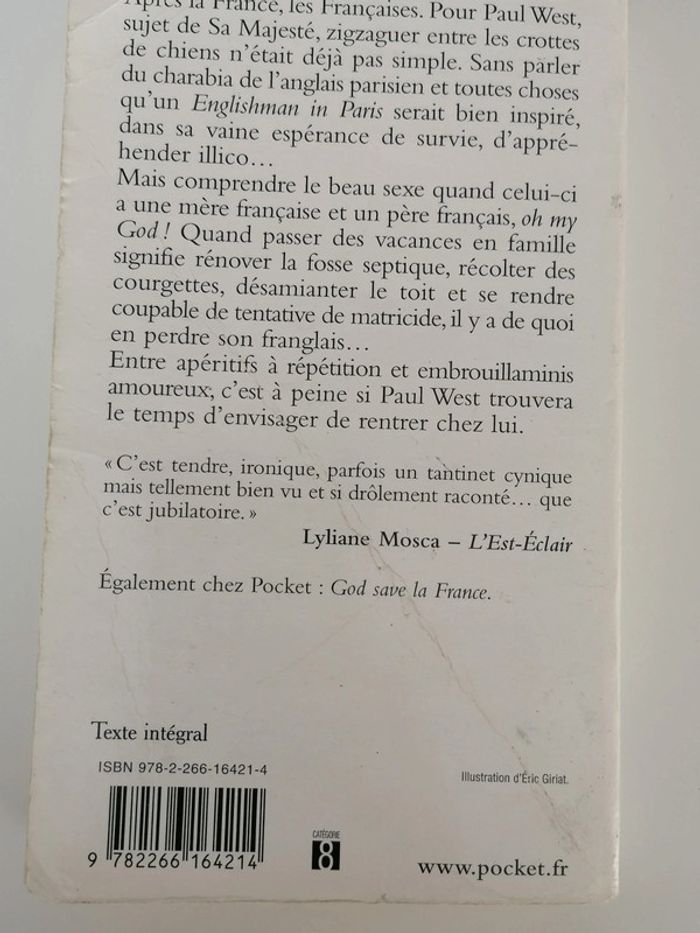 Après la France, les Françaises. Pour Paul West,
sujet de Sa Majesté, zigzaguer entre les crottes
de chiens n'était déjà pas simple. Sans parler
du charabia de l'anglais parisien et toutes choses
qu'un Englishman in Paris serait bien inspiré,
dans sa vaine espérance de survie, d'appré-
hender illico…
Mais comprendre le beau sexe quand celui-ci
a une mère française et un père français, oh my
God ! Quand passer des vacances en famille
signifie rénover la fosse septique, récolter des
courgettes, désamianter le toit et se rendre
coupable de tentative de matricide, il y a de quoi
en perdre son franglais…
Entre apéritifs à répétition et embrouillaminis
amoureux, c'est à peine si Paul West trouvera
le temps d'envisager de rentrer chez lui.
« C'est tendre, ironique, parfois un tantinet cynique
mais tellement bien vu et si drôlement raconté… que
c'est jubilatoire. »
Lyliane Mosca – L'Est-Éclair
Également chez Pocket : God save la France.
Texte intégral
ISBN 978-2-266-16421-4
Illustration d'Éric Giriat.
CATÉGORIE
8
9 782266 164214
www.pocket.fr